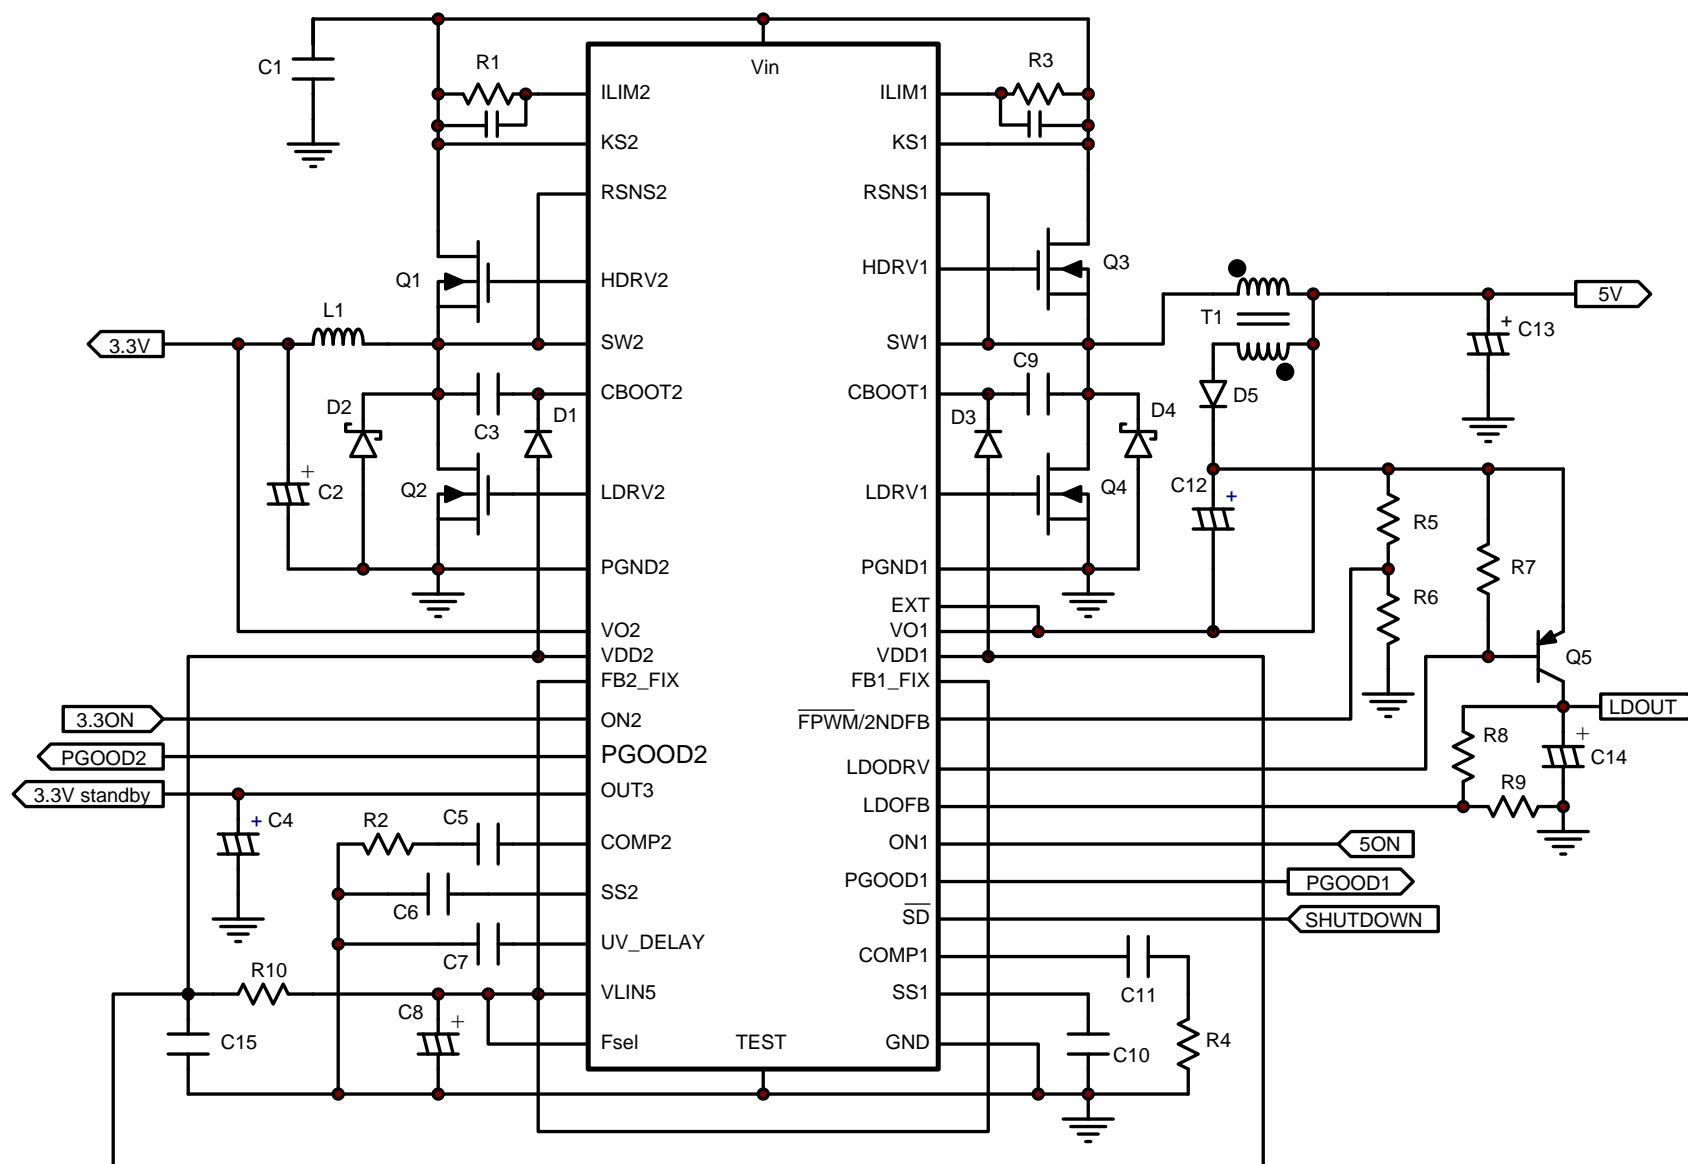 C1
R1
Vin
R3
ILIM2
ILIM1
KS2
KS1
RSNS2
RSNS1
Q1
HDRV2
HDRV1
Q3
L1
T1
5V
+
C13
3.3V
SW2
SW1
C9
D2
C3
D1
CBOOT2
CBOOT1
D3
D4
D5
+
C2
Q2
LDRV2
LDRV1
Q4
C12
+
R5
R7
PGND2
PGND1
R6
EXT
VO2
VO1
VDD2
VDD1
Q5
FB2_FIX
FB1_FIX
3.3ON
ON2
FPWM/2NDFB
LDOUT
PGOOD2
PGOOD2
LDODRV
R8
+
C14
3.3V standby
OUT3
LDOFB
R9
+
C4
R2
C5
COMP2
ON1
5ON
C6
SS2
PGOOD1
PGOOD1
SD
SHUTDOWN
C7
UV_DELAY
COMP1
C11
R10
VLIN5
SS1
C8
+
C15
Fsel
TEST
GND
C10
R4